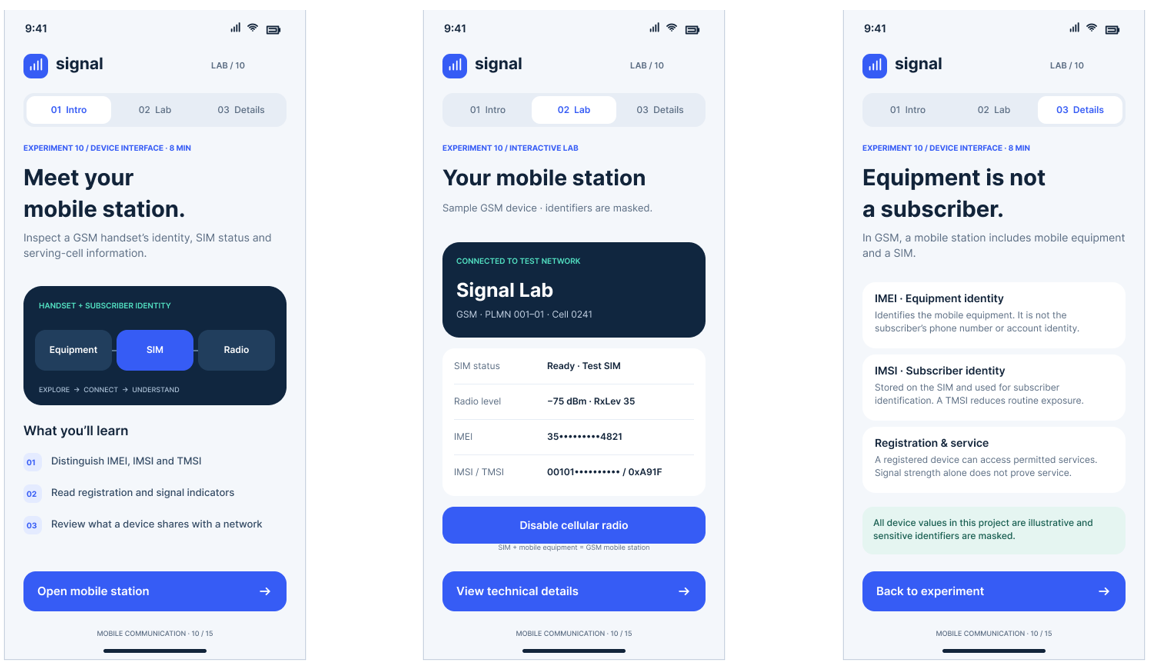 9:41
signal
LAB / 10
01 Intro
02 Lab
03 Details
EXPERIMENT 10 / DEVICE INTERFACE · 8 MIN
Meet your
mobile station.
Inspect a GSM handset’s identity, SIM status and
serving-cell information.
HANDSET + SUBSCRIBER IDENTITY
Equipment
SIM
Radio
EXPLORE → CONNECT → UNDERSTAND
What you’ll learn
01 Distinguish IMEI, IMSI and TMSI
02 Read registration and signal indicators
03 Review what a device shares with a network
Open mobile station →
MOBILE COMMUNICATION · 10 / 15
9:41
signal
LAB / 10
01 Intro
02 Lab
03 Details
EXPERIMENT 10 / INTERACTIVE LAB
Your mobile station
Sample GSM device · identifiers are masked.
CONNECTED TO TEST NETWORK
Signal Lab
GSM · PLMN 001–01 · Cell 0241
SIM status Ready · Test SIM
Radio level −75 dBm · RxLev 35
IMEI 35•••••••••4821
IMSI / TMSI 00101•••••••••• / 0xA91F
Disable cellular radio
SIM + mobile equipment = GSM mobile station
View technical details →
MOBILE COMMUNICATION · 10 / 15
9:41
signal
LAB / 10
01 Intro
02 Lab
03 Details
EXPERIMENT 10 / DEVICE INTERFACE · 8 MIN
Equipment is not
a subscriber.
In GSM, a mobile station includes mobile equipment
and a SIM.
IMEI · Equipment identity
Identifies the mobile equipment. It is not the
subscriber’s phone number or account identity.
IMSI · Subscriber identity
Stored on the SIM and used for subscriber
identification. A TMSI reduces routine exposure.
Registration & service
A registered device can access permitted services.
Signal strength alone does not prove service.
All device values in this project are illustrative and
sensitive identifiers are masked.
Back to experiment →
MOBILE COMMUNICATION · 10 / 15